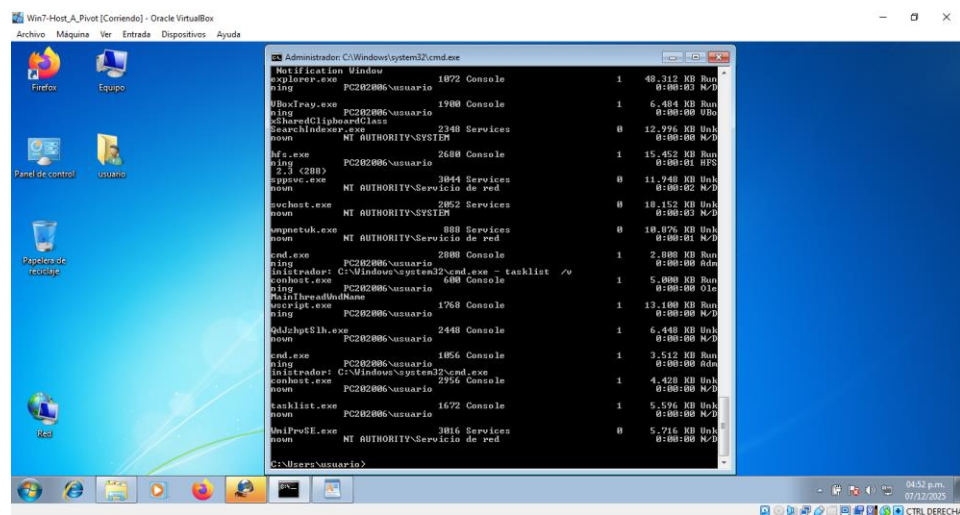 Win7-Host_A_Pivot [Corriendo] - Oracle VirtualBox
Archivo Máquina Ver Entrada Dispositivos Ayuda
Firefox
Equipo
Panel de control
usuario
Papelera de reciclaje
Red
Administrador: C:\Windows\system32\cmd.exe
Notification Window
explorer.exe 1072 Console 1 48.312 KB Run
ning PC202006\usuario 0:00:03 N/D
VBoxTray.exe 1900 Console 1 6.484 KB Run
ning PC202006\usuario 0:00:00 VBo
xSharedClipboardClass
SearchIndexer.exe 2348 Services 0 12.996 KB Unk
nown NT AUTHORITY\SYSTEM 0:00:00 N/D
hfs.exe 2680 Console 1 15.452 KB Run
ning PC202006\usuario 0:00:01 HFS
2.3 (288)
sppsvc.exe 3044 Services 0 11.948 KB Unk
nown NT AUTHORITY\Servicio de red 0:00:02 N/D
svchost.exe 2052 Services 0 18.152 KB Unk
nown NT AUTHORITY\SYSTEM 0:00:03 N/D
wmpnetwk.exe 888 Services 0 10.876 KB Unk
nown NT AUTHORITY\Servicio de red 0:00:01 N/D
cmd.exe 2808 Console 1 2.808 KB Run
ning PC202006\usuario 0:00:00 Adm
inistrador: C:\Windows\system32\cmd.exe - tasklist /v
conhost.exe 600 Console 1 5.000 KB Run
ning PC202006\usuario 0:00:00 Ole
MainThreadWndName
wscript.exe 1768 Console 1 13.100 KB Run
ning PC202006\usuario 0:00:00 N/D
QdJzhptSlh.exe 2448 Console 1 6.448 KB Unk
nown PC202006\usuario 0:00:00 N/D
cmd.exe 1056 Console 1 3.512 KB Run
ning PC202006\usuario 0:00:00 Adm
inistrador: C:\Windows\system32\cmd.exe
conhost.exe 2956 Console 1 4.428 KB Unk
nown PC202006\usuario 0:00:00 N/D
tasklist.exe 1672 Console 1 5.596 KB Unk
nown PC202006\usuario 0:00:00 N/D
WmiPrvSE.exe 3016 Services 0 5.716 KB Unk
nown NT AUTHORITY\Servicio de red 0:00:00 N/D
C:\Users\usuario>
04:52 p.m.
07/12/2025
CTRL DERECHA